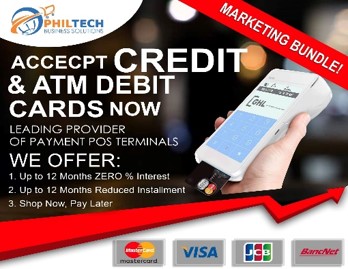 PHILTECH
BUSINESS SOLUTIONS
MARKETING BUNDLE!
ACCECPT CREDIT
& ATM DEBIT
CARDS NOW
LEADING PROVIDER
OF PAYMENT POS TERMINALS
WE OFFER:
1. Up to 12 Months ZERO % Interest
2. Up to 12 Months Reduced Installment
3. Shop Now, Pay Later
GHL
MasterCard
mastercard
VISA
JCB
BancNet